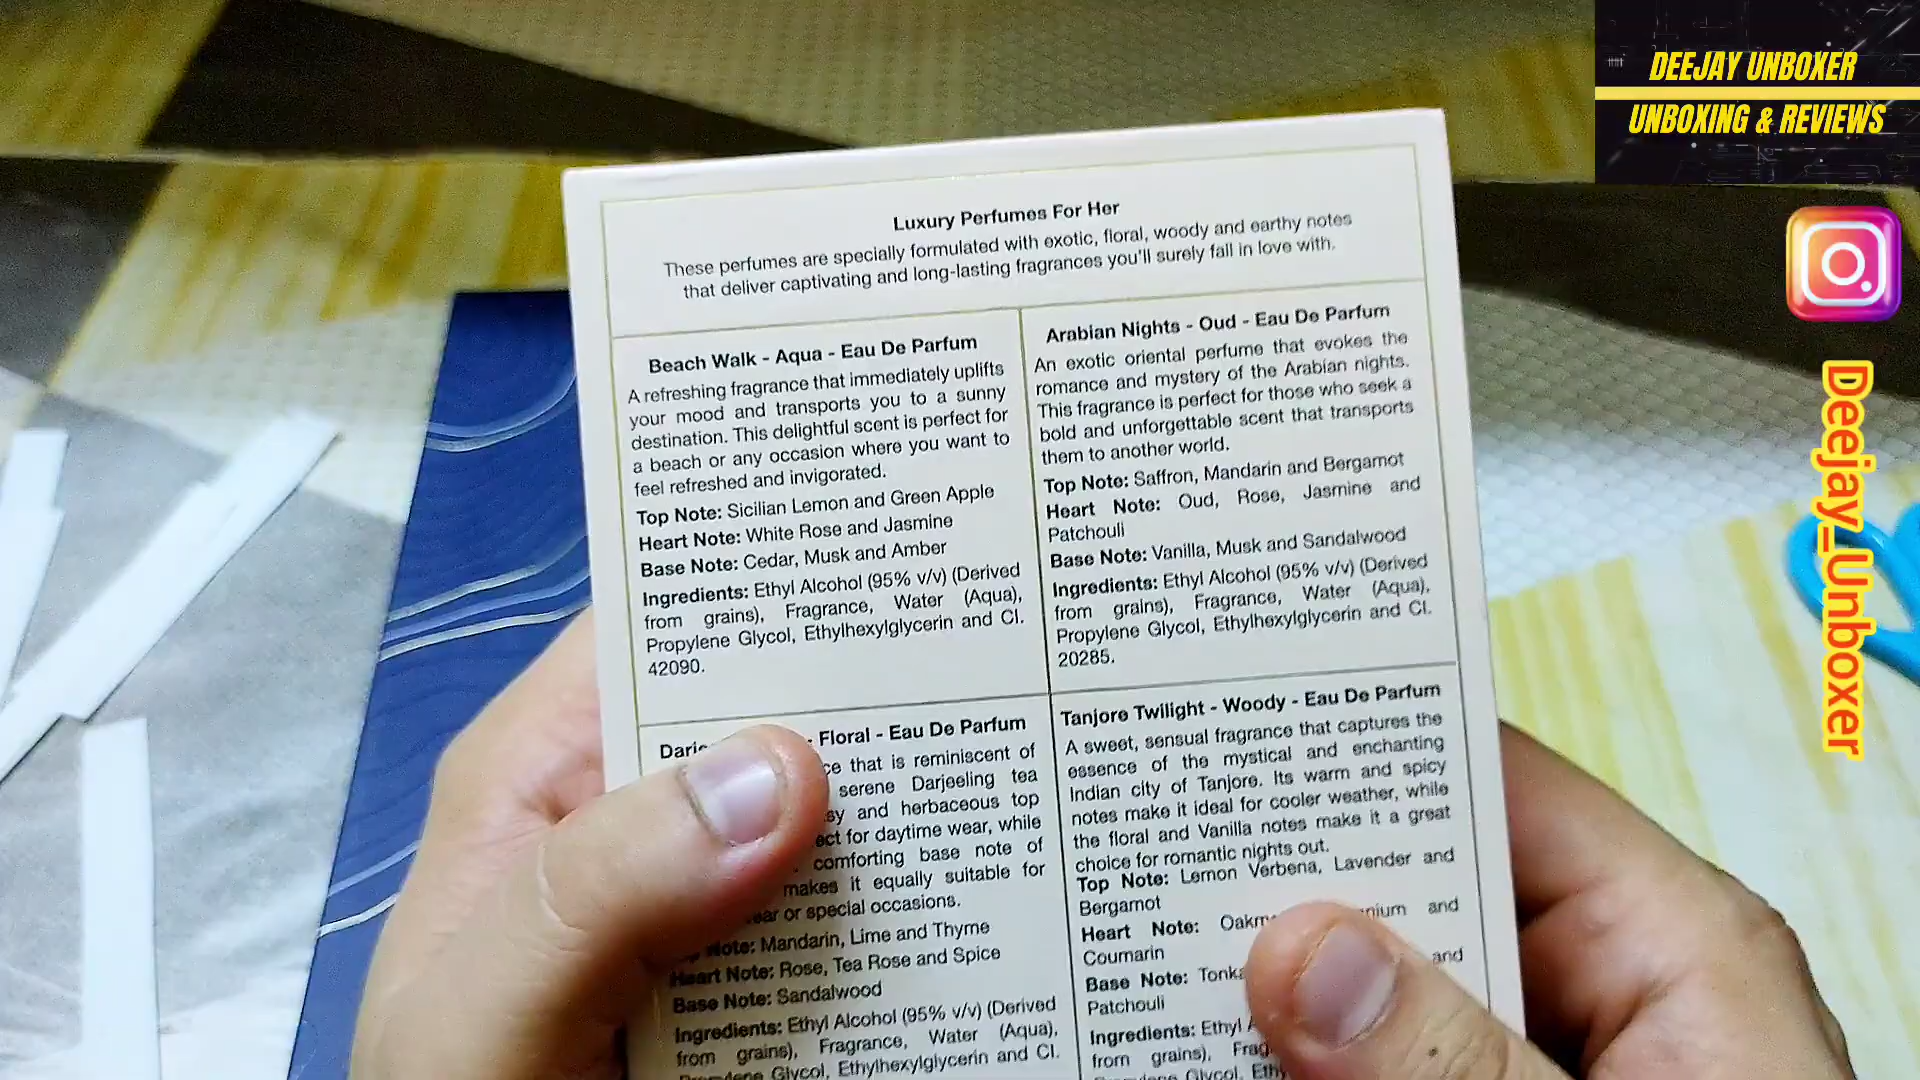 DEEJAY UNBOXER
UNBOXING & REVIEWS
Deejay_Unboxer
Luxury Perfumes For Her
These perfumes are specially formulated with exotic, floral, woody and earthy notes
that deliver captivating and long-lasting fragrances you'll surely fall in love with.
Beach Walk - Aqua - Eau De Parfum
A refreshing fragrance that immediately uplifts
your mood and transports you to a sunny
destination. This delightful scent is perfect for
a beach or any occasion where you want to
feel refreshed and invigorated.
Top Note: Sicilian Lemon and Green Apple
Heart Note: White Rose and Jasmine
Base Note: Cedar, Musk and Amber
Ingredients: Ethyl Alcohol (95% v/v) (Derived
from grains), Fragrance, Water (Aqua),
Propylene Glycol, Ethylhexylglycerin and CI.
42090.
Arabian Nights - Oud - Eau De Parfum
An exotic oriental perfume that evokes the
romance and mystery of the Arabian nights.
This fragrance is perfect for those who seek a
bold and unforgettable scent that transports
them to another world.
Top Note: Saffron, Mandarin and Bergamot
Heart Note: Oud, Rose, Jasmine and
Patchouli
Base Note: Vanilla, Musk and Sandalwood
Ingredients: Ethyl Alcohol (95% v/v) (Derived
from grains), Fragrance, Water (Aqua),
Propylene Glycol, Ethylhexylglycerin and CI.
20285.
- Floral - Eau De Parfum
that is reminiscent of
serene Darjeeling tea
and herbaceous top
for daytime wear, while
comforting base note of
makes it equally suitable for
or special occasions.
Note: Mandarin, Lime and Thyme
Heart Note: Rose, Tea Rose and Spice
Base Note: Sandalwood
Ingredients: Ethyl Alcohol (95% v/v) (Derived
from grains), Fragrance, Water (Aqua),
Glycol, Ethylhexylglycerin and CI.
Tanjore Twilight - Woody - Eau De Parfum
A sweet, sensual fragrance that captures the
essence of the mystical and enchanting
Indian city of Tanjore. Its warm and spicy
notes make it ideal for cooler weather, while
the floral and Vanilla notes make it a great
choice for romantic nights out.
Top Note: Lemon Verbena, Lavender and
Bergamot
Heart Note: and
Coumarin
Base Note: and
Patchouli
Ingredients: Ethyl
from grains),
Glycol,